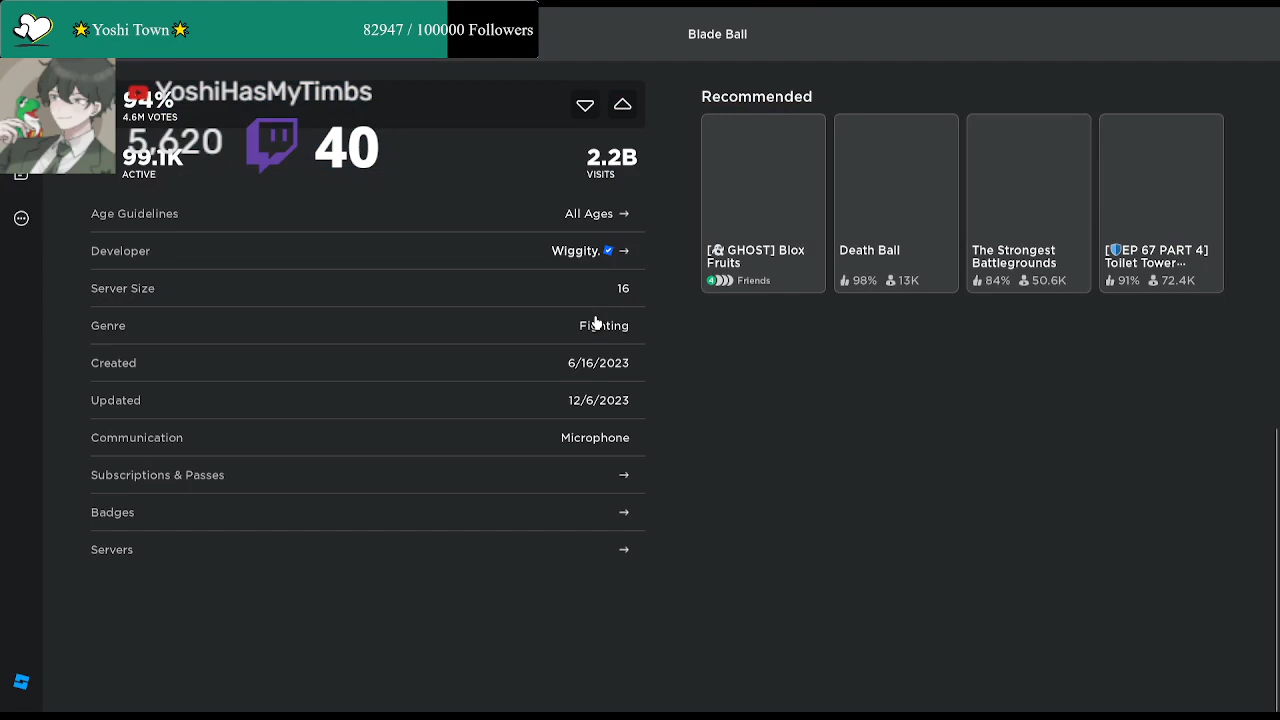 🌟Yoshi Town🌟 82947 / 100000 Followers
Blade Ball
YoshiHasMyTimbs
94%
4.6M VOTES
5,620 40
99.1K
ACTIVE
2.2B
VISITS
Age Guidelines All Ages →
Developer Wiggity. →
Server Size 16
Genre Fighting
Created 6/16/2023
Updated 12/6/2023
Communication Microphone
Subscriptions & Passes →
Badges →
Servers →
Recommended
[👻 GHOST] Blox
Fruits
4 Friends
Death Ball
98% 13K
The Strongest
Battlegrounds
84% 50.6K
[🛡️EP 67 PART 4]
Toilet Tower...
91% 72.4K